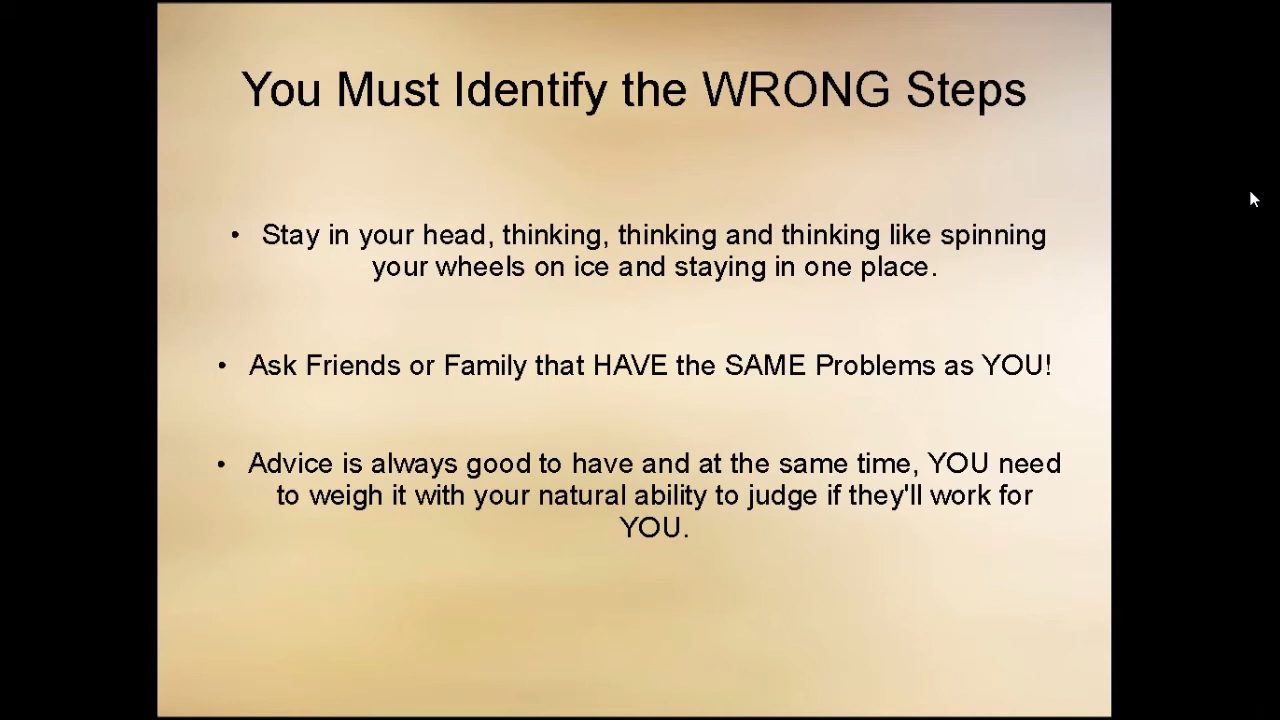 You Must Identify the WRONG Steps
• Stay in your head, thinking, thinking and thinking like spinning
your wheels on ice and staying in one place.
• Ask Friends or Family that HAVE the SAME Problems as YOU!
• Advice is always good to have and at the same time, YOU need
to weigh it with your natural ability to judge if they'll work for
YOU.